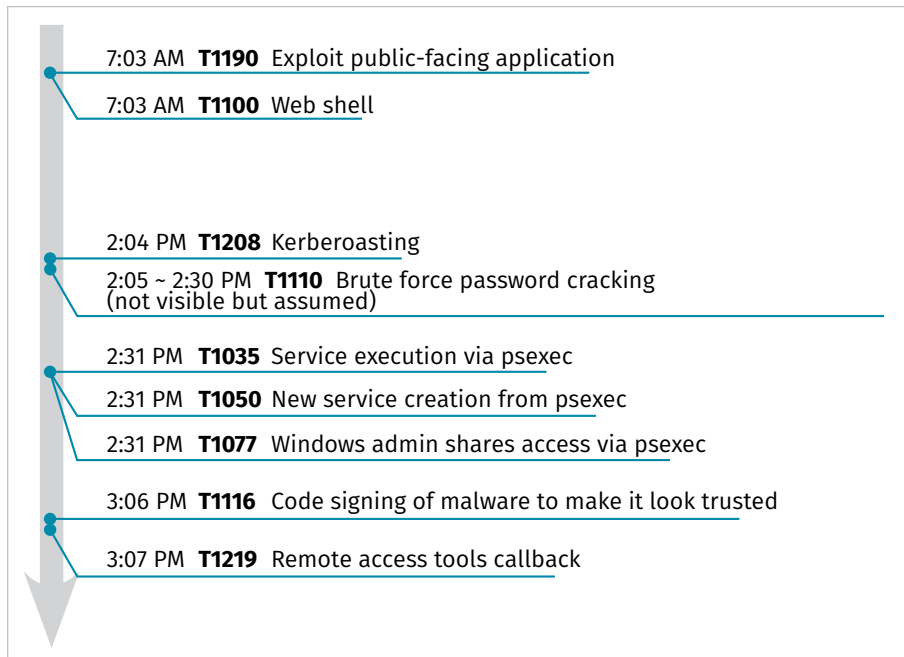 7:03 AM T1190 Exploit public-facing application
7:03 AM T1100 Web shell
2:04 PM T1208 Kerberoasting
2:05 ~ 2:30 PM T1110 Brute force password cracking
(not visible but assumed)
2:31 PM T1035 Service execution via psexec
2:31 PM T1050 New service creation from psexec
2:31 PM T1077 Windows admin shares access via psexec
3:06 PM T1116 Code signing of malware to make it look trusted
3:07 PM T1219 Remote access tools callback